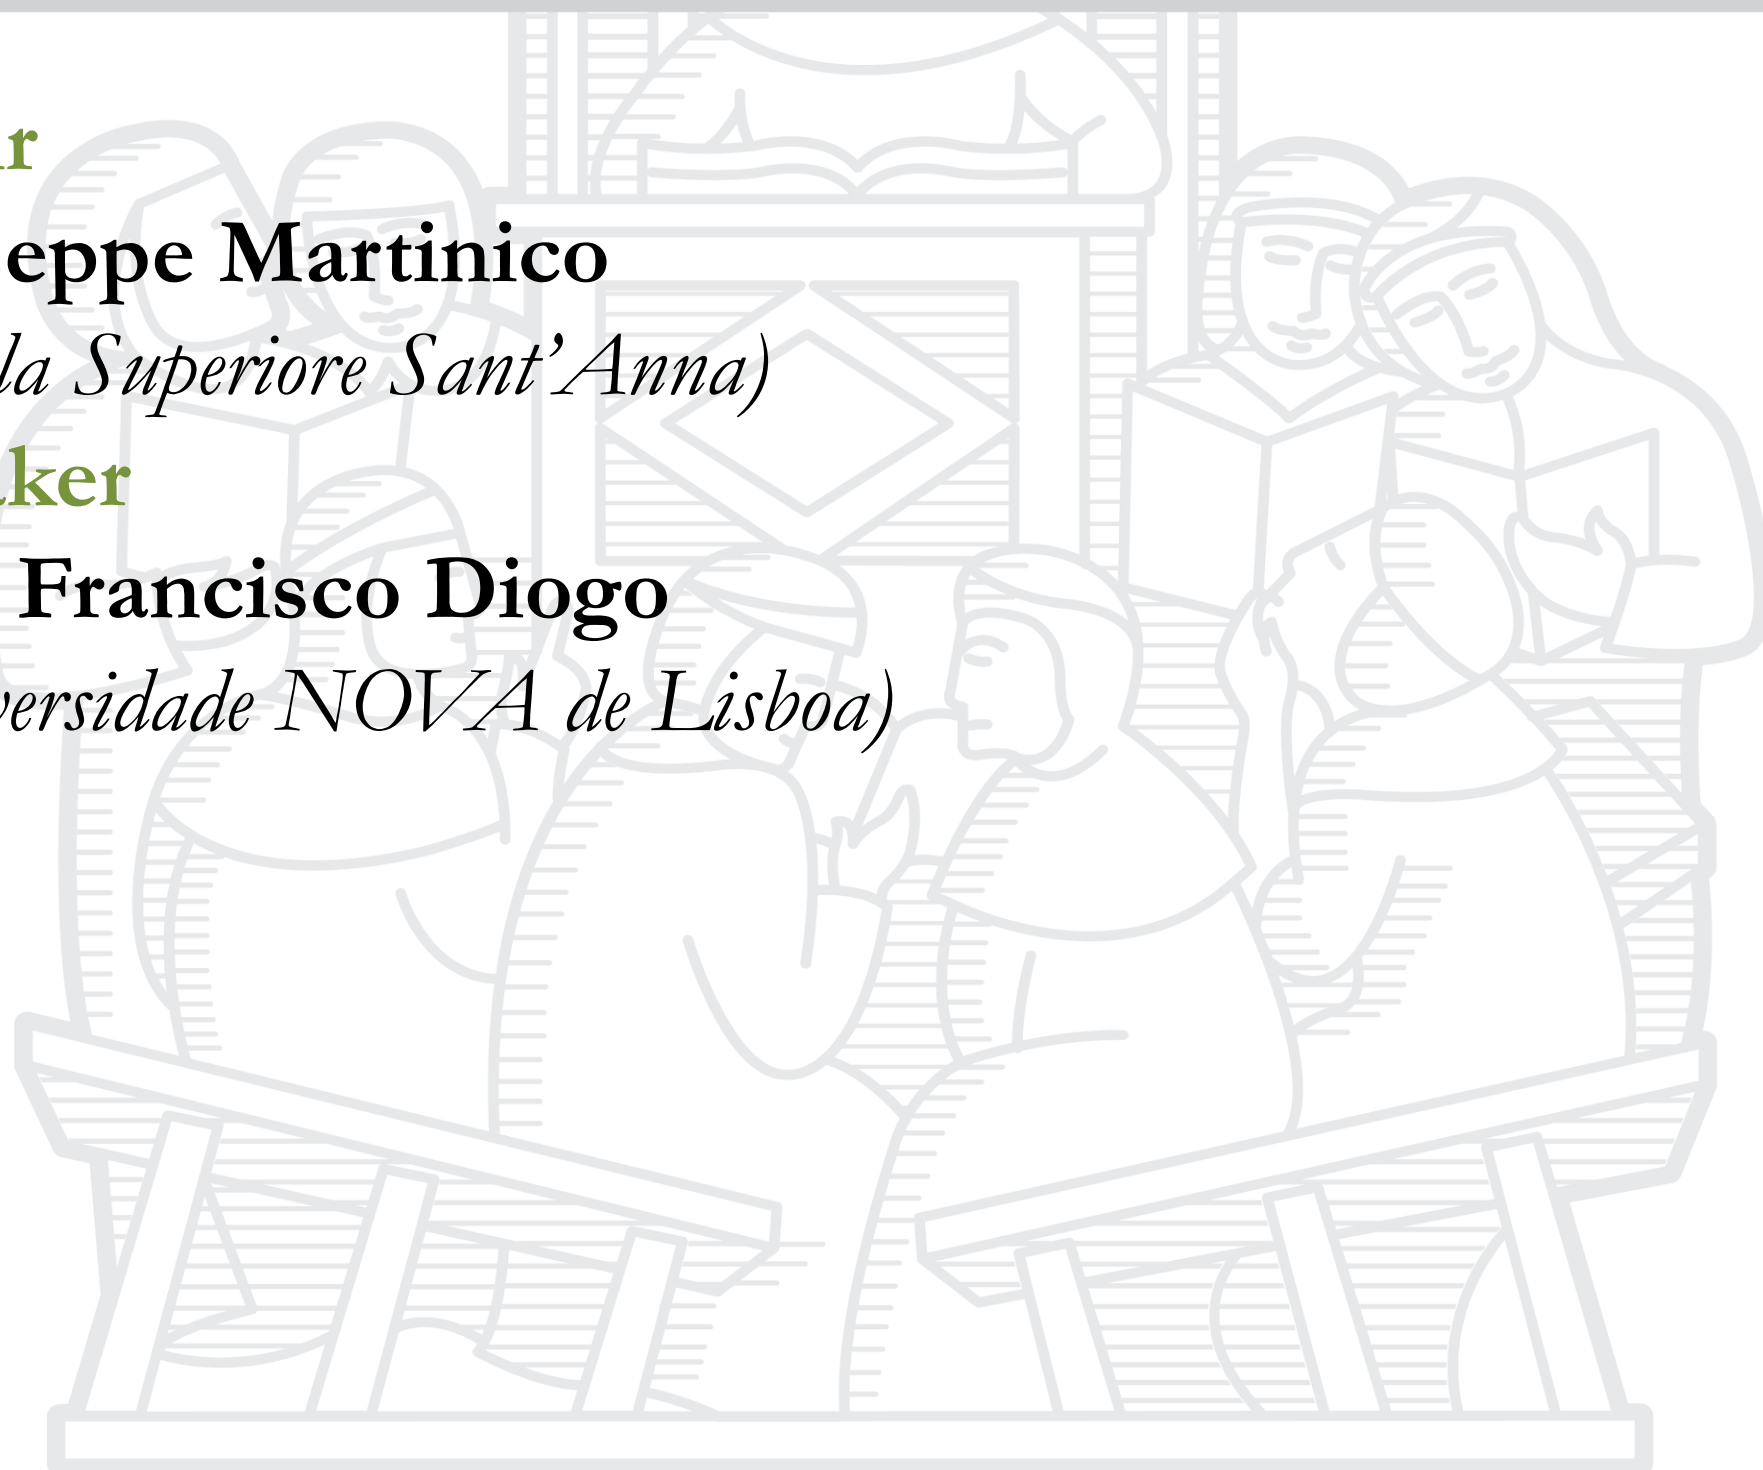 r
eppe Martinico
la Superiore Sant’Anna)
ker
Francisco Diogo
versidade NOVA de Lisboa)